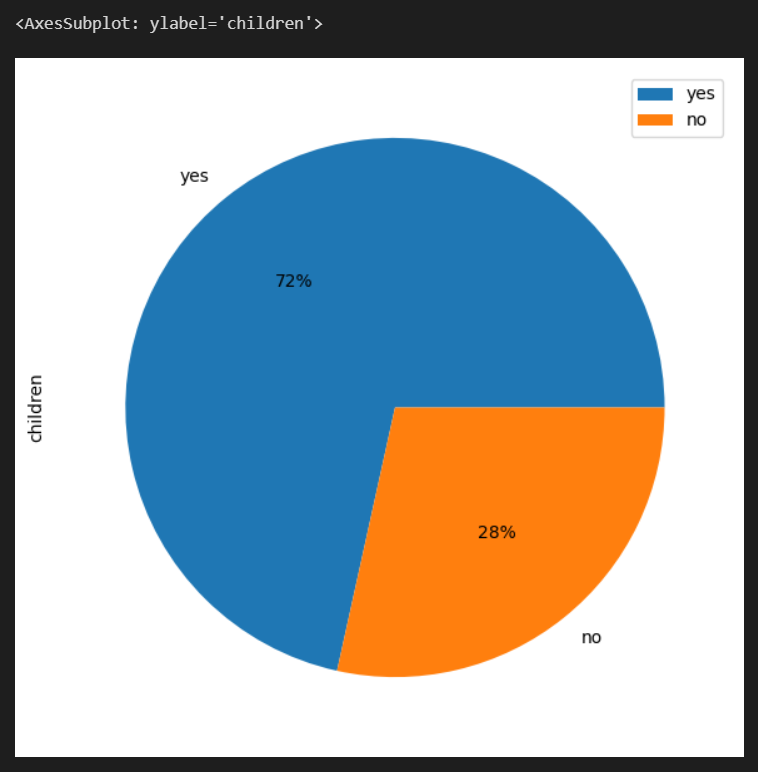 <AxesSubplot: ylabel='children'>
yes
no
yes
72%
children
28%
no